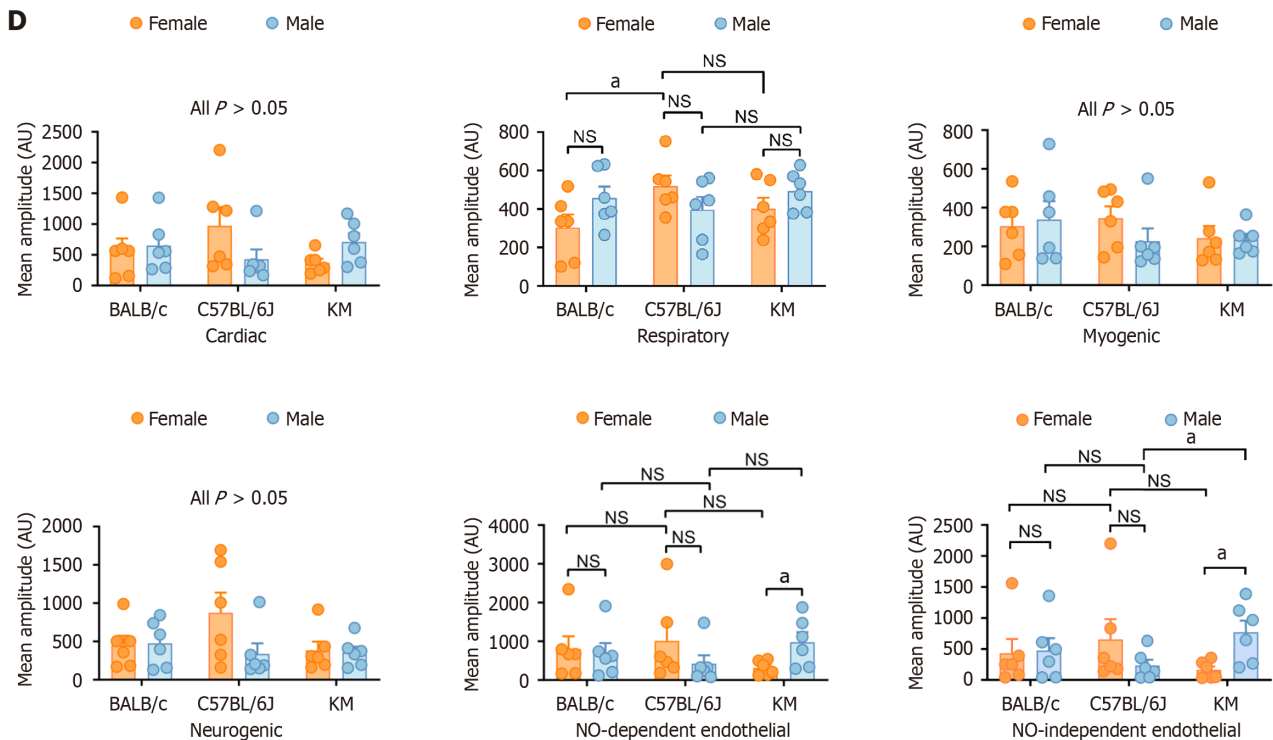 D
Female Male
All P > 0.05
Mean amplitude (AU)
2500
2000
1500
1000
500
0
BALB/c C57BL/6J KM
Cardiac
Female Male
NS
a
NS
NS
NS
NS
Mean amplitude (AU)
800
600
400
200
0
BALB/c C57BL/6J KM
Respiratory
Female Male
All P > 0.05
Mean amplitude (AU)
800
600
400
200
0
BALB/c C57BL/6J KM
Myogenic
Female Male
All P > 0.05
Mean amplitude (AU)
2000
1500
1000
500
0
BALB/c C57BL/6J KM
Neurogenic
Female Male
NS
NS
NS
NS
NS
NS
a
Mean amplitude (AU)
4000
3000
2000
1000
0
BALB/c C57BL/6J KM
NO-dependent endothelial
Female Male
a
NS
NS
NS
NS
NS
a
Mean amplitude (AU)
2500
2000
1500
1000
500
0
BALB/c C57BL/6J KM
NO-independent endothelial